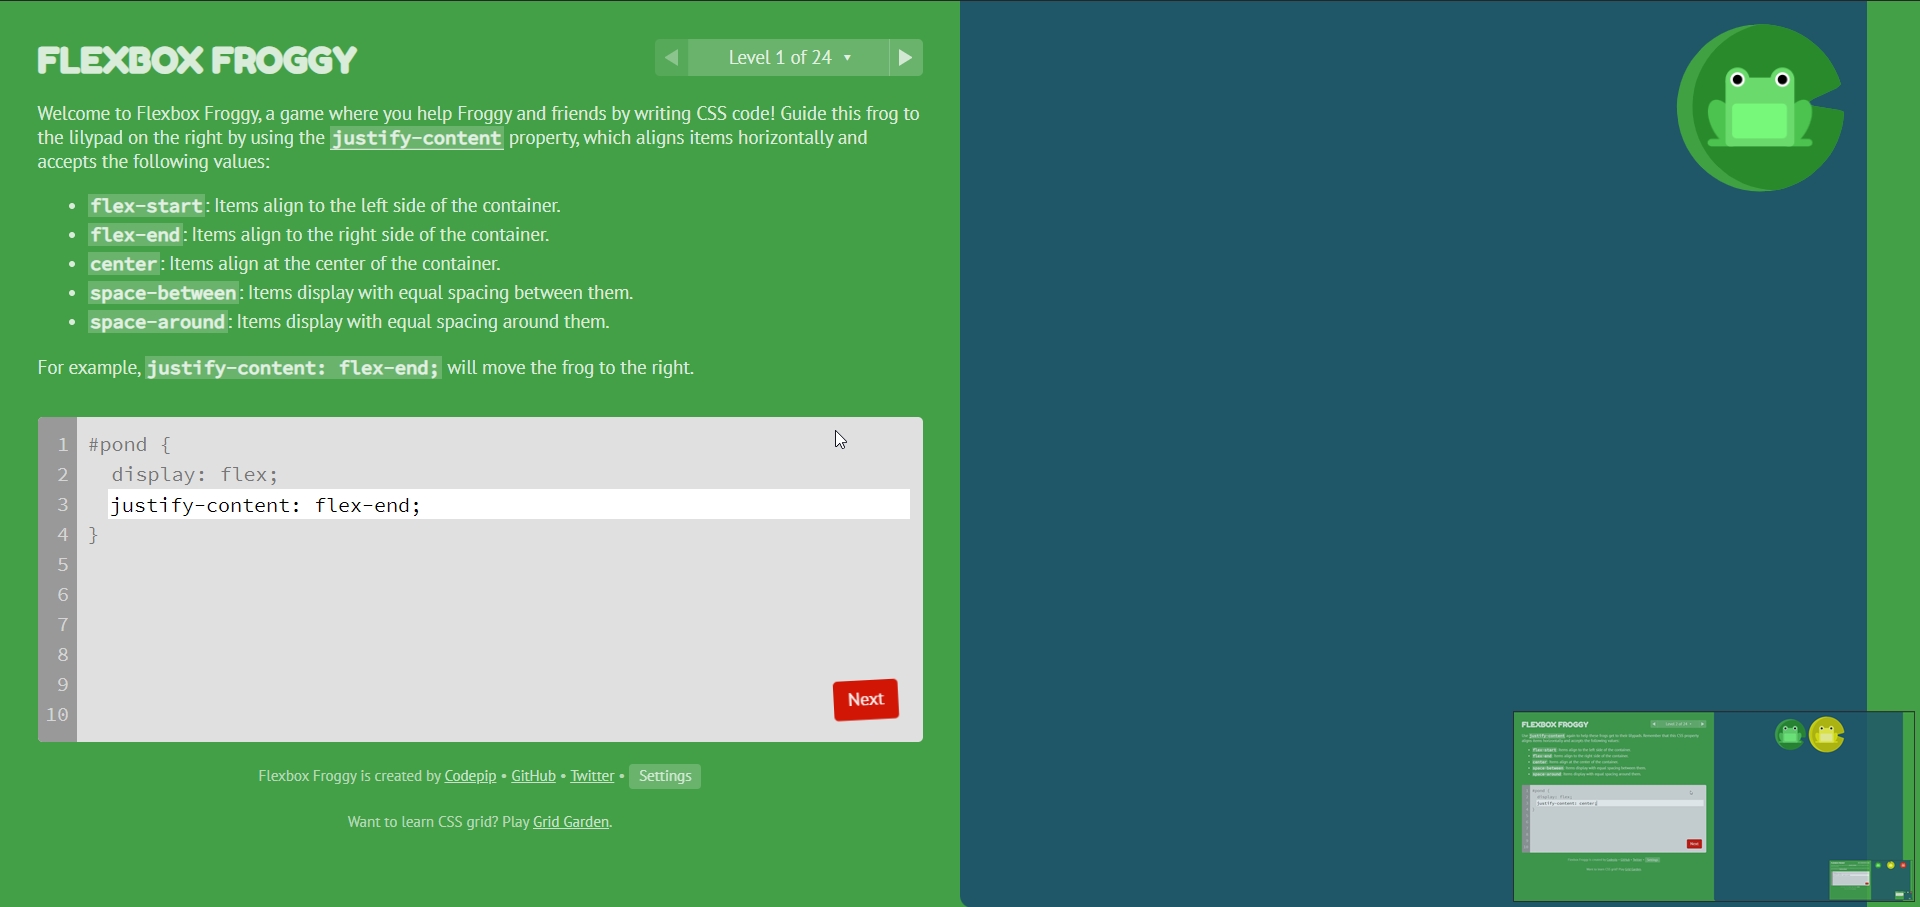 FLEXBOX FROGGY
◀ Level 1 of 24 ▾ ▶
Welcome to Flexbox Froggy, a game where you help Froggy and friends by writing CSS code! Guide this frog to
the lilypad on the right by using the justify-content property, which aligns items horizontally and
accepts the following values:
• flex-start: Items align to the left side of the container.
• flex-end: Items align to the right side of the container.
• center: Items align at the center of the container.
• space-between: Items display with equal spacing between them.
• space-around: Items display with equal spacing around them.
For example, justify-content: flex-end; will move the frog to the right.
1 #pond {
2 display: flex;
3 justify-content: flex-end;
4 }
5
6
7
8
9
10
Next
Flexbox Froggy is created by Codepip • GitHub • Twitter • Settings
Want to learn CSS grid? Play Grid Garden.
FLEXBOX FROGGY
justify-content: center;
Next